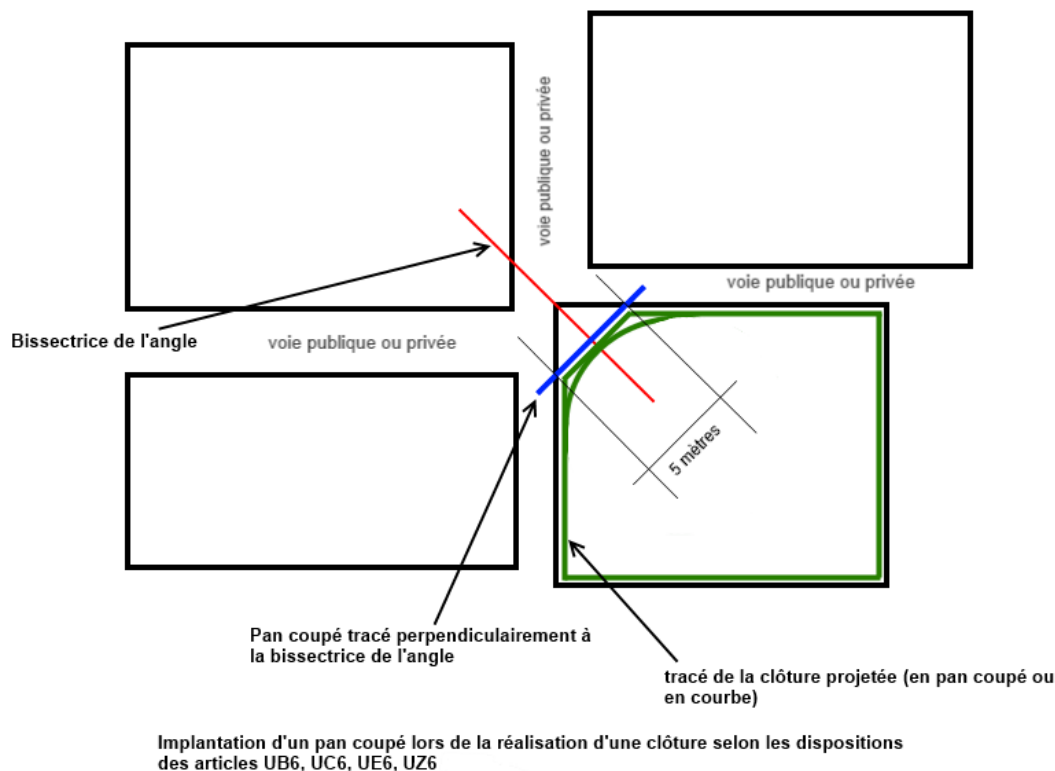 voie publique ou privée
voie publique ou privée
Bissectrice de l'angle
voie publique ou privée
5 mètres
Pan coupé tracé perpendiculairement à
la bissectrice de l'angle
tracé de la clôture projetée (en pan coupé ou
en courbe)
Implantation d'un pan coupé lors de la réalisation d'une clôture selon les dispositions
des articles UB6, UC6, UE6, UZ6